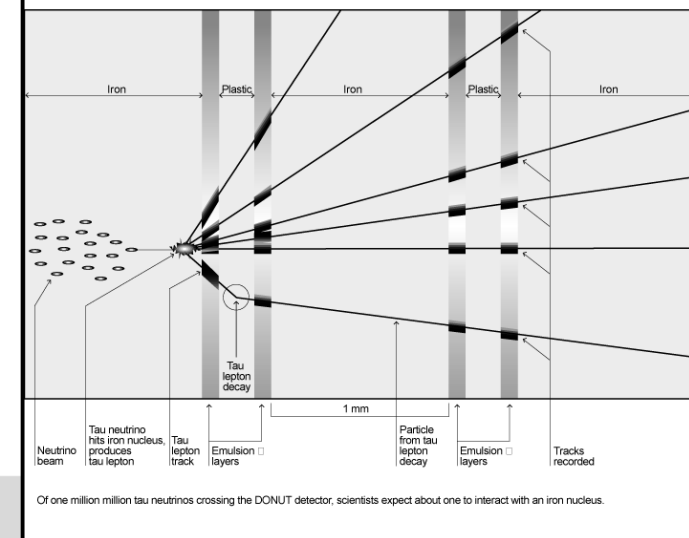 Iron
Plastic
Iron
Plastic
Iron
Tau
lepton
decay
1 mm
Neutrino
beam
Tau neutrino
hits iron nucleus,
produces
tau lepton
Tau
lepton
track
Emulsion □
layers
Particle
from tau
lepton
decay
Emulsion □
layers
Tracks
recorded
Of one million million tau neutrinos crossing the DONUT detector, scientists expect about one to interact with an iron nucleus.